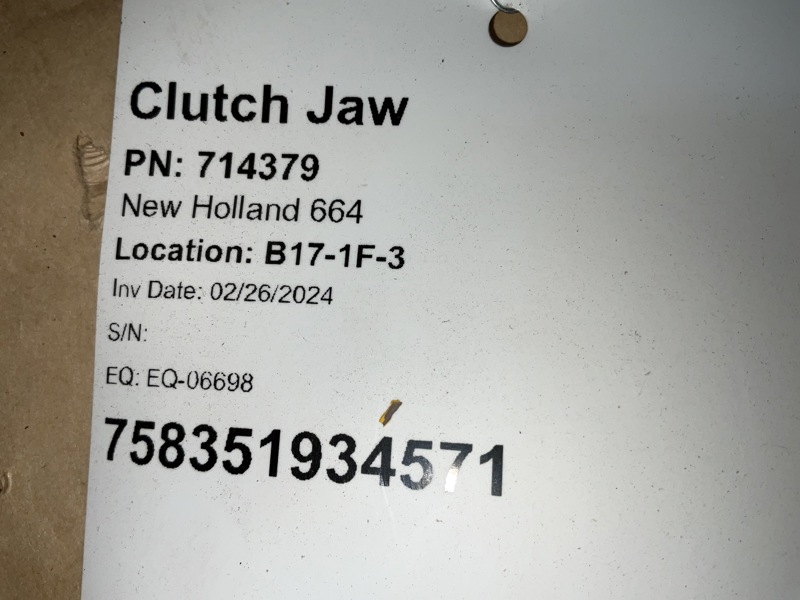 Clutch Jaw
PN: 714379
New Holland 664
Location: B17-1F-3
Inv Date: 02/26/2024
S/N:
EQ: EQ-06698
758351934571